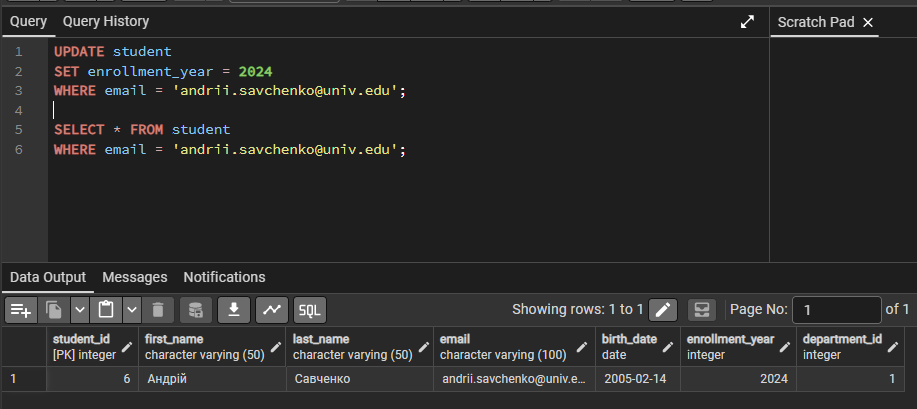 Query Query History Scratch Pad
1 UPDATE student
2 SET enrollment_year = 2024
3 WHERE email = 'andrii.savchenko@univ.edu';
4
5 SELECT * FROM student
6 WHERE email = 'andrii.savchenko@univ.edu';
Data Output Messages Notifications
SQL Showing rows: 1 to 1 Page No: 1 of 1
student_id first_name last_name email birth_date enrollment_year department_id
[PK] integer character varying (50) character varying (50) character varying (100) date integer integer
1 6 Андрій Савченко andrii.savchenko@univ.e... 2005-02-14 2024 1